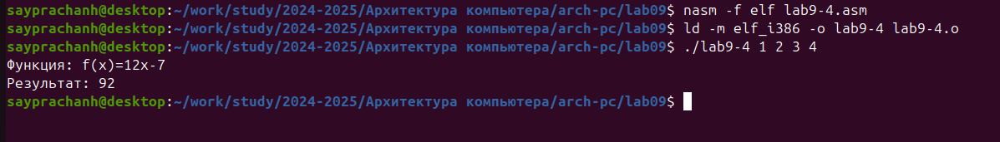 sayprachanh@desktop:~/work/study/2024-2025/Архитектура компьютера/arch-pc/lab09$ nasm -f elf lab9-4.asm
sayprachanh@desktop:~/work/study/2024-2025/Архитектура компьютера/arch-pc/lab09$ ld -m elf_i386 -o lab9-4 lab9-4.o
sayprachanh@desktop:~/work/study/2024-2025/Архитектура компьютера/arch-pc/lab09$ ./lab9-4 1 2 3 4
Функция: f(x)=12x-7
Результат: 92
sayprachanh@desktop:~/work/study/2024-2025/Архитектура компьютера/arch-pc/lab09$